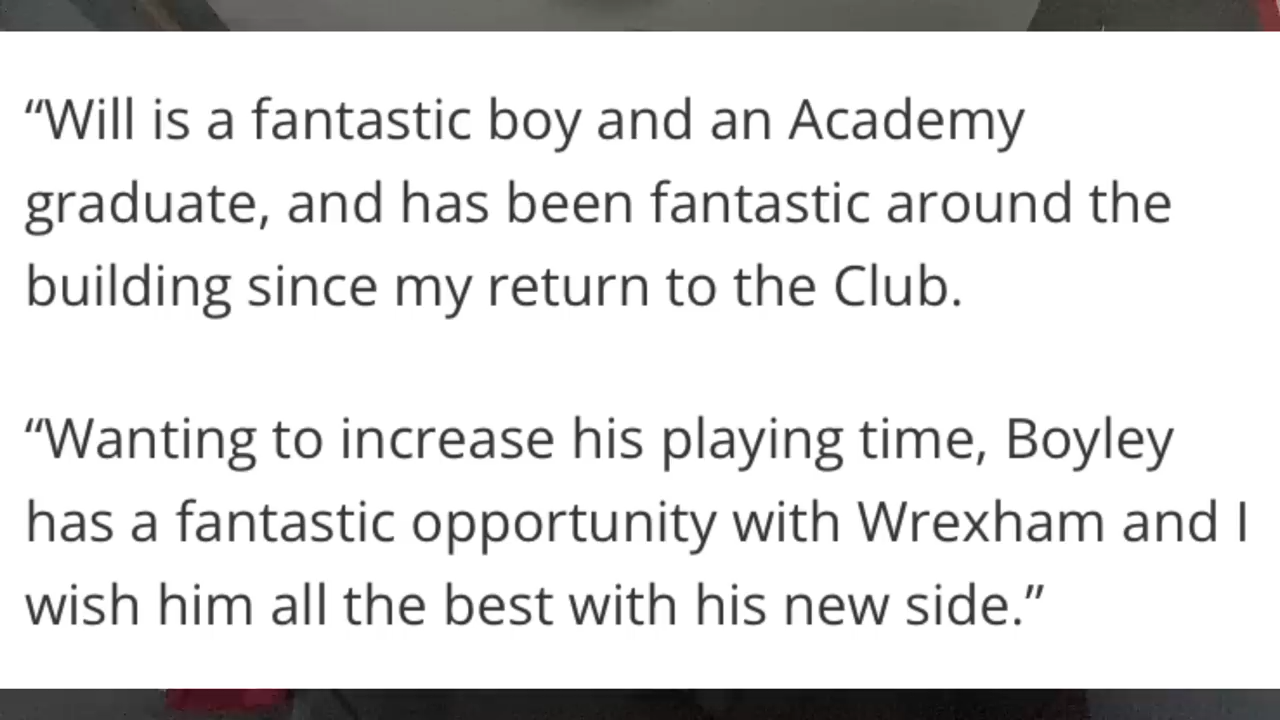 “Will is a fantastic boy and an Academy
graduate, and has been fantastic around the
building since my return to the Club.
“Wanting to increase his playing time, Boyley
has a fantastic opportunity with Wrexham and I
wish him all the best with his new side.”